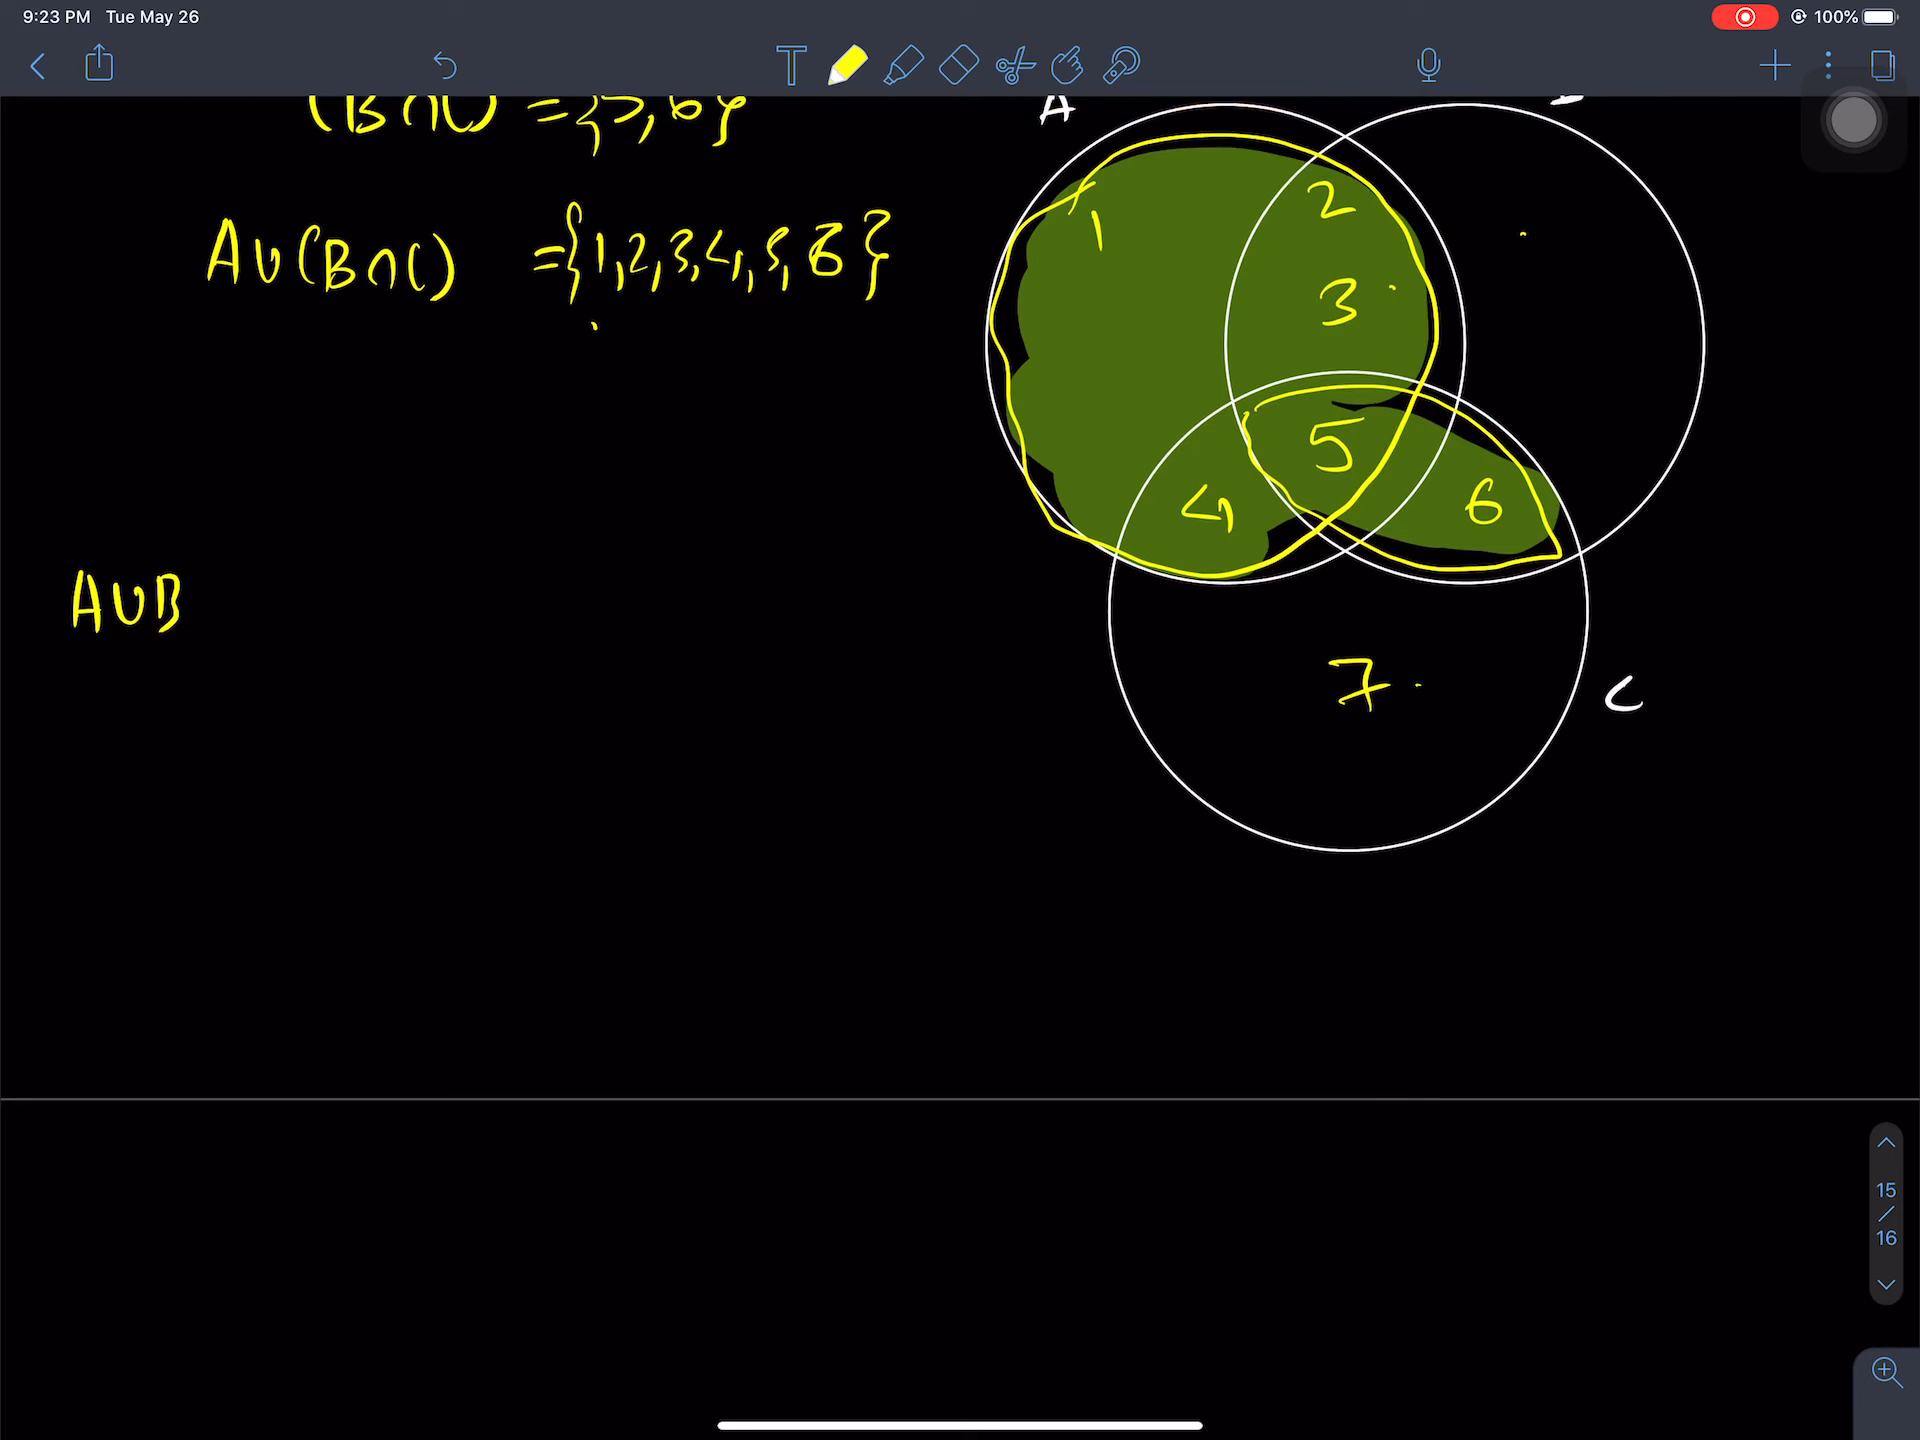 9:23 PM Tue May 26
100%
T
(B∩C) = {5, 6}
A
B
A∪(B∩C) = {1,2,3,4,5,6}
1
2
3
5
4
6
A∪B
7
C
15
/
16